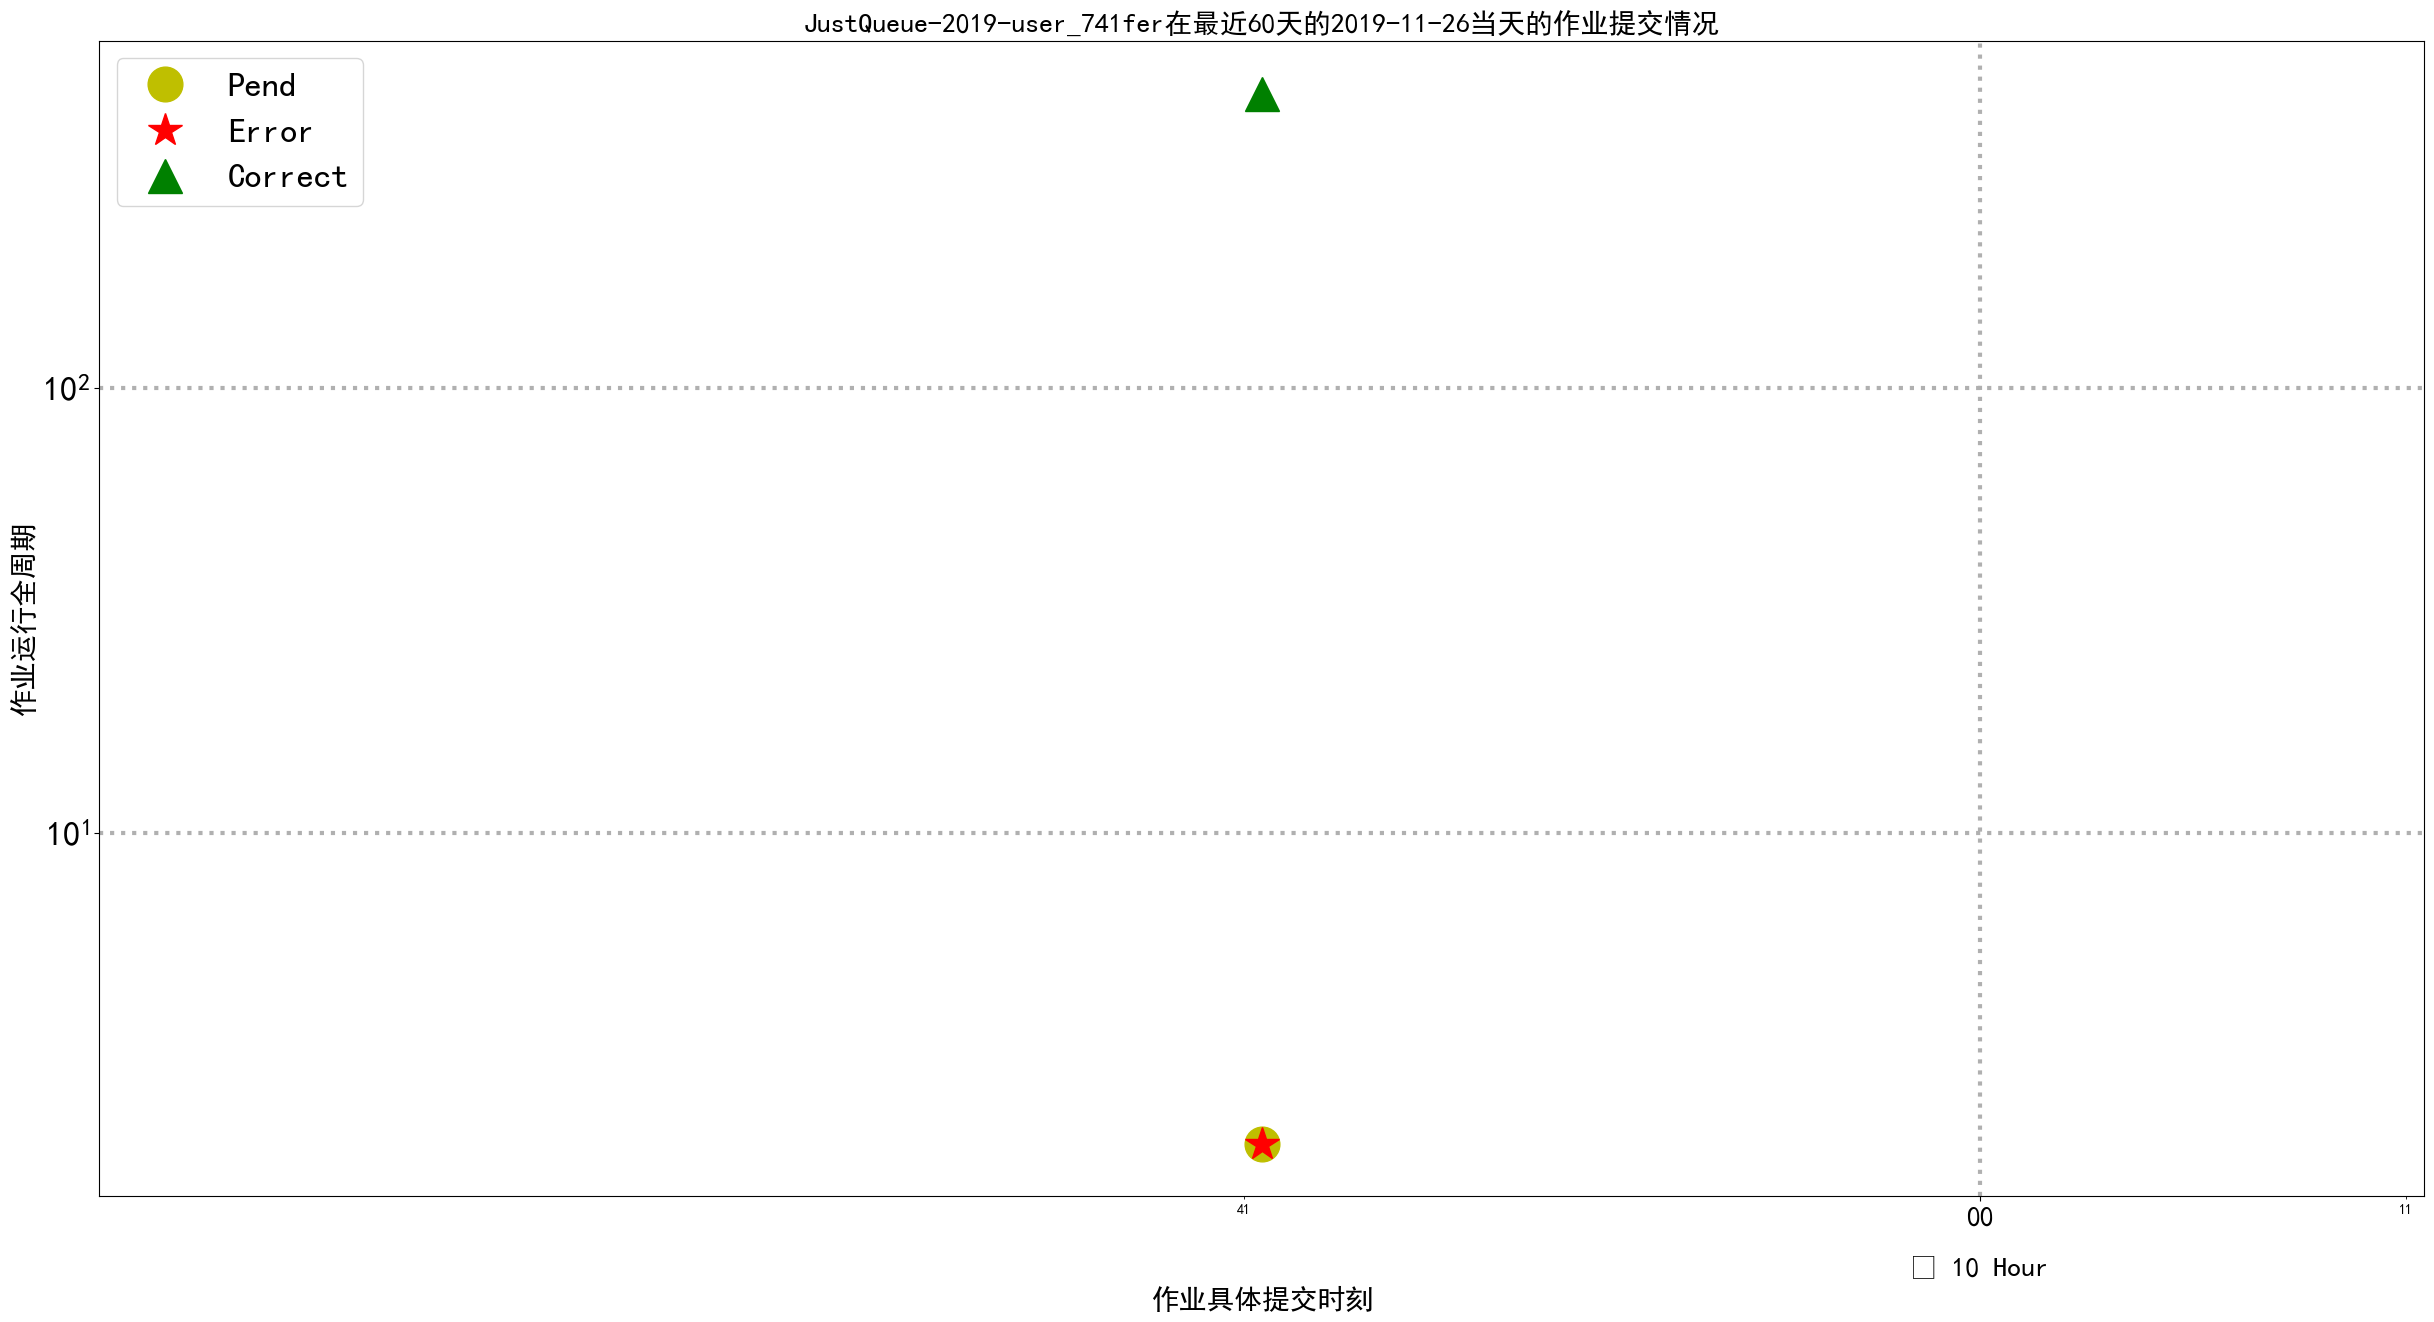 JustQueue-2019-user_741fer在最近60天的2019-11-26当天的作业提交情况
Pend
Error
Correct
10²
作业运行全周期
10¹
41
00
11
□ 10 Hour
作业具体提交时刻